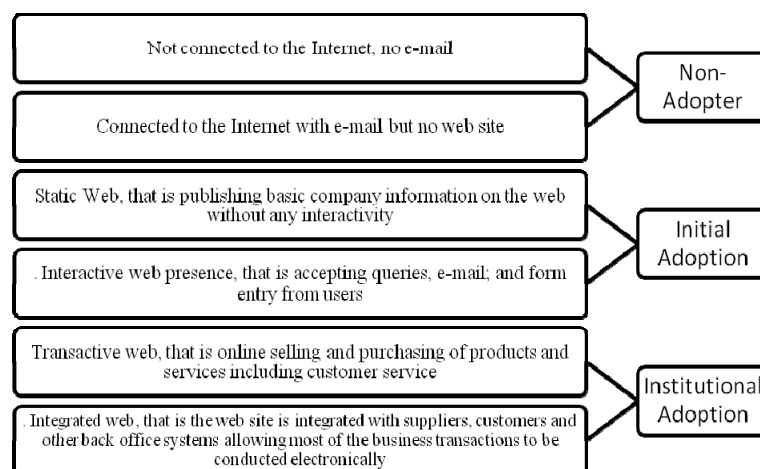 Not connected to the Internet, no e-mail
Non-
Adopter
Connected to the Internet with e-mail but no web site
Static Web, that is publishing basic company information on the web
without any interactivity
Initial
Adoption
. Interactive web presence, that is accepting queries, e-mail; and form
entry from users
Transactive web, that is online selling and purchasing of products and
services including customer service
Institutional
Adoption
. Integrated web, that is the web site is integrated with suppliers, customers and
other back office systems allowing most of the business transactions to be
conducted electronically